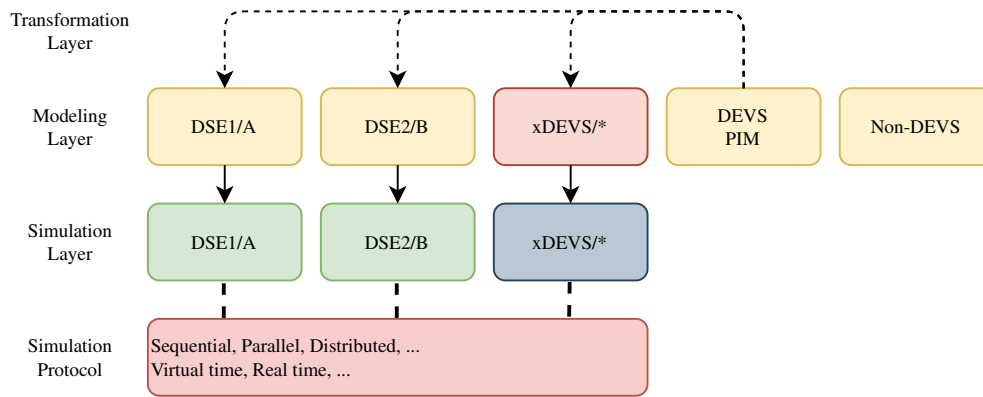 Transformation
Layer
Modeling
Layer
DSE1/A
DSE2/B
xDEVS/*
DEVS
PIM
Non-DEVS
Simulation
Layer
DSE1/A
DSE2/B
xDEVS/*
Simulation
Protocol
Sequential, Parallel, Distributed, ...
Virtual time, Real time, ...